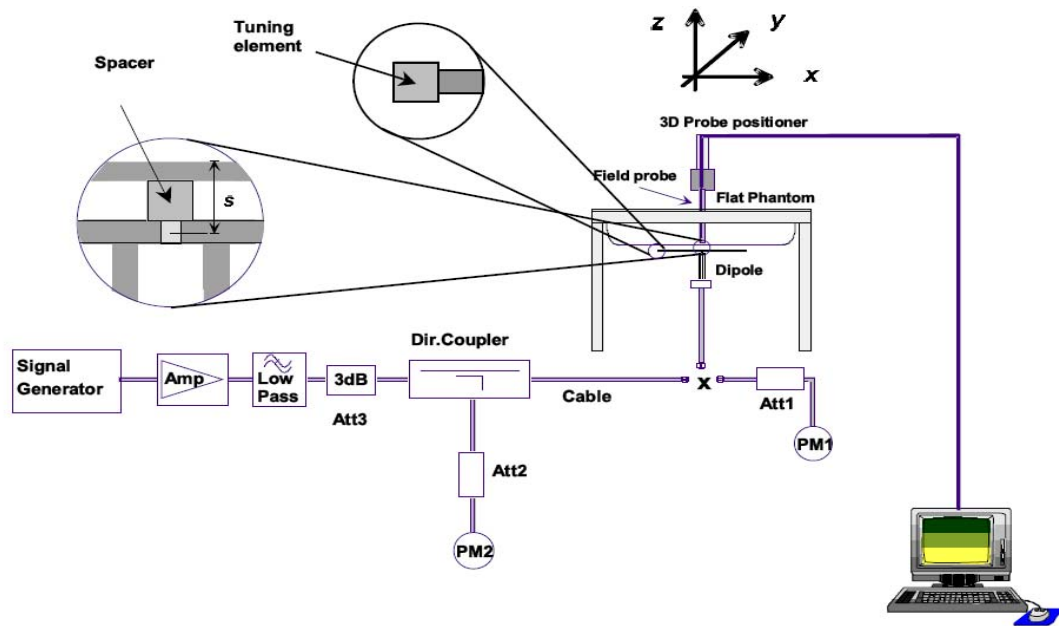 Tuning
element
z
y
x
Spacer
3D Probe positioner
s
Field probe
Flat Phantom
Dipole
Dir.Coupler
Signal
Generator
Amp
Low
Pass
3dB
Att3
Cable
x
Att1
PM1
Att2
PM2